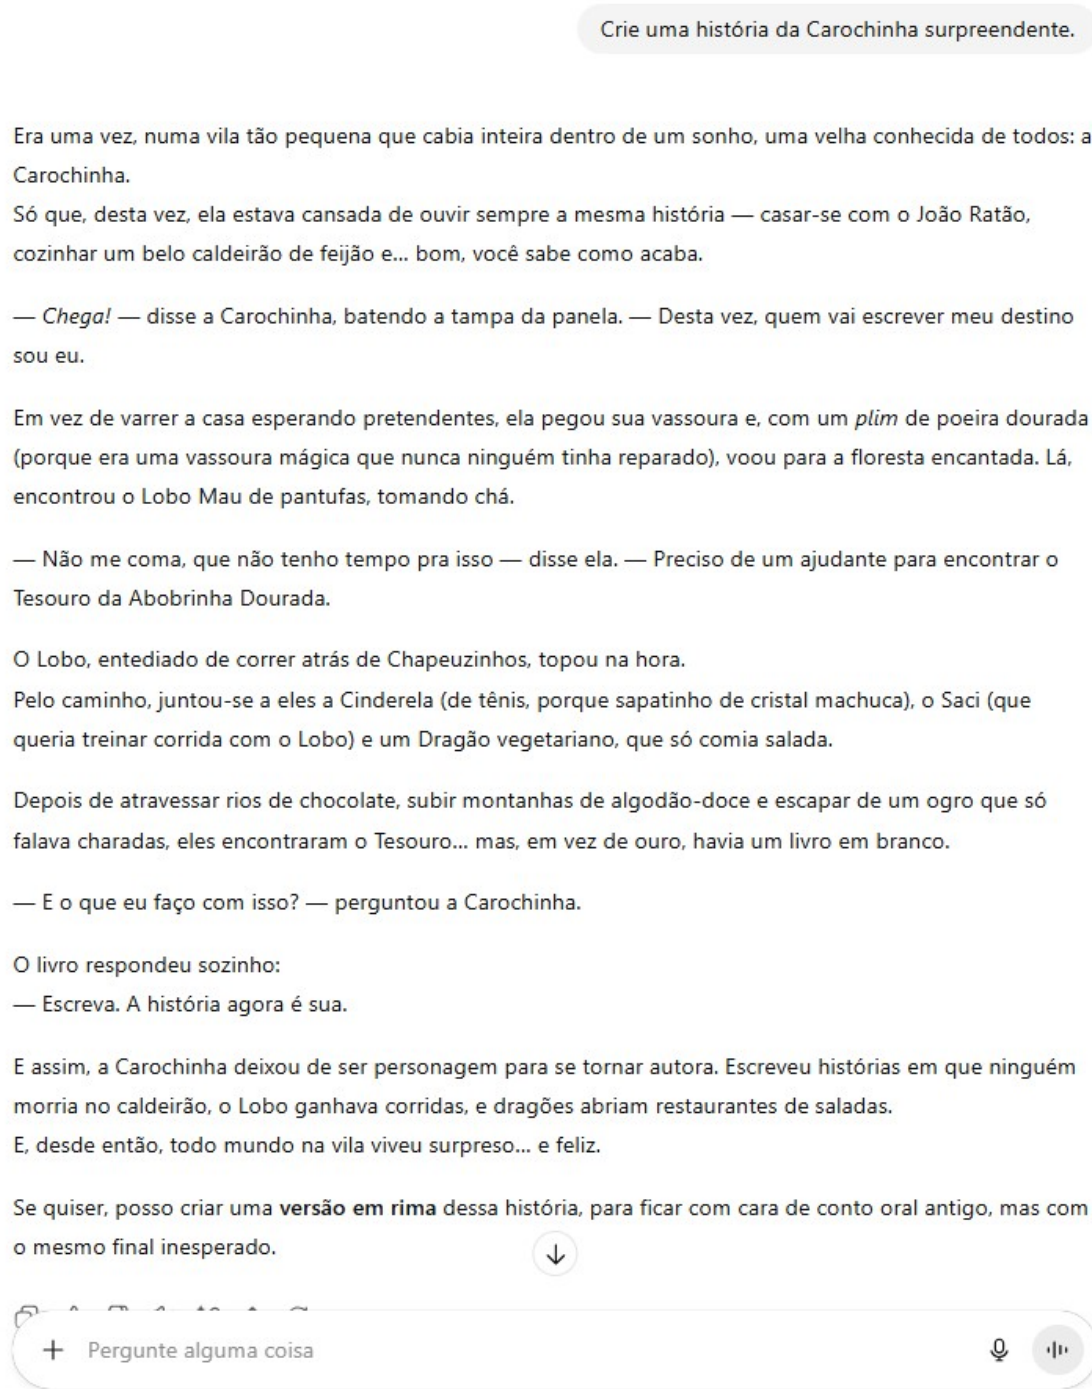 Crie uma história da Carochinha surpreendente.
Era uma vez, numa vila tão pequena que cabia inteira dentro de um sonho, uma velha conhecida de todos: a
Carochinha.
Só que, desta vez, ela estava cansada de ouvir sempre a mesma história — casar-se com o João Ratão,
cozinhar um belo caldeirão de feijão e... bom, você sabe como acaba.
— Chega! — disse a Carochinha, batendo a tampa da panela. — Desta vez, quem vai escrever meu destino
sou eu.
Em vez de varrer a casa esperando pretendentes, ela pegou sua vassoura e, com um plim de poeira dourada
(porque era uma vassoura mágica que nunca ninguém tinha reparado), voou para a floresta encantada. Lá,
encontrou o Lobo Mau de pantufas, tomando chá.
— Não me coma, que não tenho tempo pra isso — disse ela. — Preciso de um ajudante para encontrar o
Tesouro da Abobrinha Dourada.
O Lobo, entediado de correr atrás de Chapeuzinhos, topou na hora.
Pelo caminho, juntou-se a eles a Cinderela (de tênis, porque sapatinho de cristal machuca), o Saci (que
queria treinar corrida com o Lobo) e um Dragão vegetariano, que só comia salada.
Depois de atravessar rios de chocolate, subir montanhas de algodão-doce e escapar de um ogro que só
falava charadas, eles encontraram o Tesouro... mas, em vez de ouro, havia um livro em branco.
— E o que eu faço com isso? — perguntou a Carochinha.
O livro respondeu sozinho:
— Escreva. A história agora é sua.
E assim, a Carochinha deixou de ser personagem para se tornar autora. Escreveu histórias em que ninguém
morria no caldeirão, o Lobo ganhava corridas, e dragões abriam restaurantes de saladas.
E, desde então, todo mundo na vila viveu surpreso... e feliz.
Se quiser, posso criar uma versão em rima dessa história, para ficar com cara de conto oral antigo, mas com
o mesmo final inesperado.
Pergunte alguma coisa